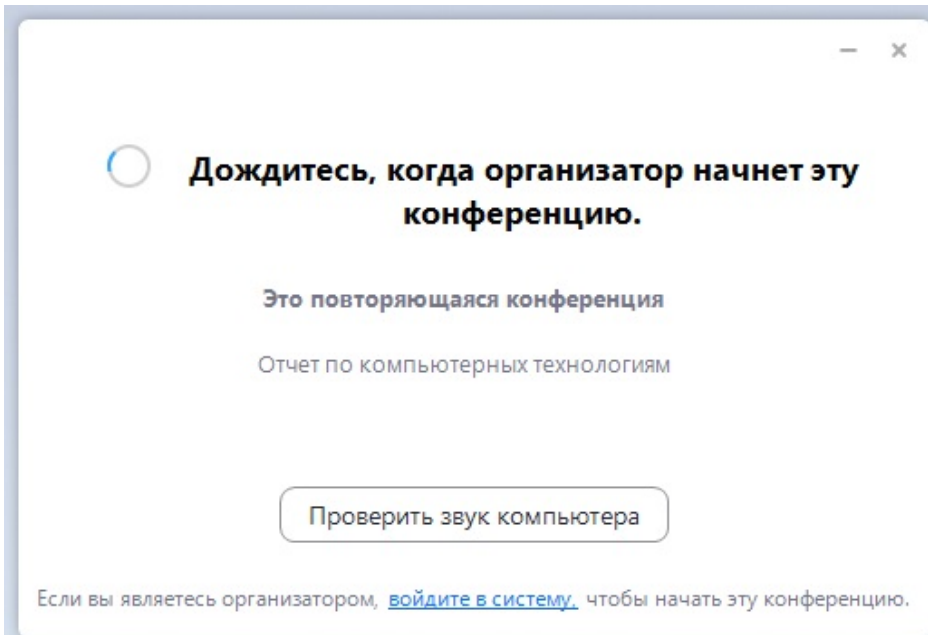 Дождитесь, когда организатор начнет эту
конференцию.
Это повторяющаяся конференция
Отчет по компьютерных технологиям
Проверить звук компьютера
Если вы являетесь организатором, войдите в систему, чтобы начать эту конференцию.